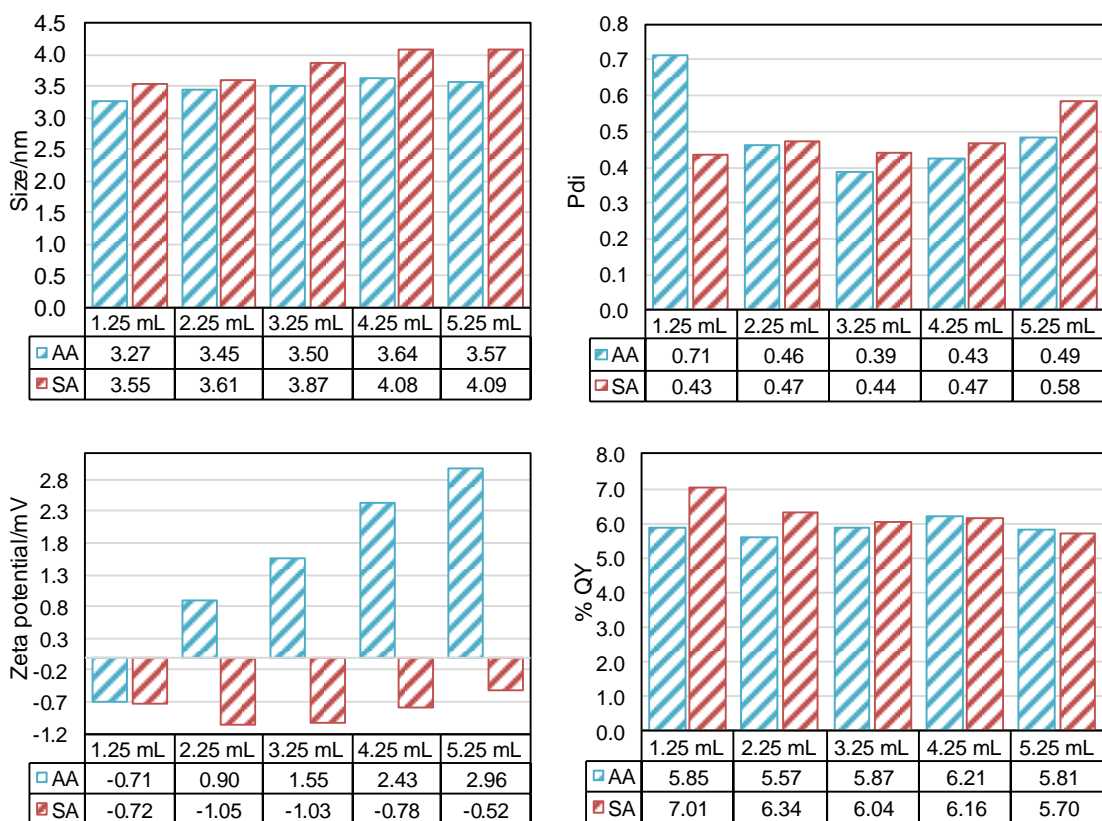 Size/nm
4.5
4.0
3.5
3.0
2.5
2.0
1.5
1.0
0.5
0.0
1.25 mL 2.25 mL 3.25 mL 4.25 mL 5.25 mL
AA 3.27 3.45 3.50 3.64 3.57
SA 3.55 3.61 3.87 4.08 4.09
Pdi
0.8
0.7
0.6
0.5
0.4
0.3
0.2
0.1
0.0
1.25 mL 2.25 mL 3.25 mL 4.25 mL 5.25 mL
AA 0.71 0.46 0.39 0.43 0.49
SA 0.43 0.47 0.44 0.47 0.58
Zeta potential/mV
2.8
2.3
1.8
1.3
0.8
0.3
-0.2
-0.7
-1.2
1.25 mL 2.25 mL 3.25 mL 4.25 mL 5.25 mL
AA -0.71 0.90 1.55 2.43 2.96
SA -0.72 -1.05 -1.03 -0.78 -0.52
% QY
8.0
7.0
6.0
5.0
4.0
3.0
2.0
1.0
0.0
1.25 mL 2.25 mL 3.25 mL 4.25 mL 5.25 mL
AA 5.85 5.57 5.87 6.21 5.81
SA 7.01 6.34 6.04 6.16 5.70